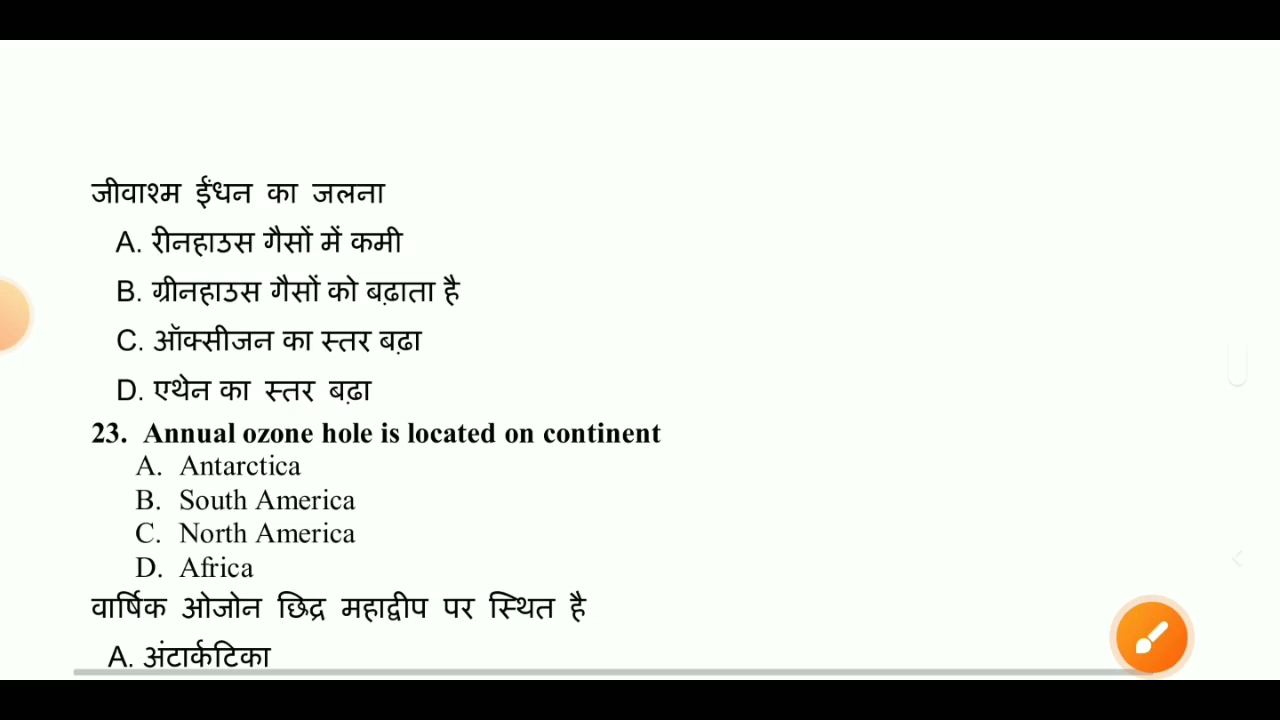 जीवाश्म ईंधन का जलना
A. रीनहाउस गैसों में कमी
B. ग्रीनहाउस गैसों को बढ़ाता है
C. ऑक्सीजन का स्तर बढ़ा
D. एथेन का स्तर बढ़ा
23. Annual ozone hole is located on continent
A. Antarctica
B. South America
C. North America
D. Africa
वार्षिक ओजोन छिद्र महाद्वीप पर स्थित है
A. अंटार्कटिका